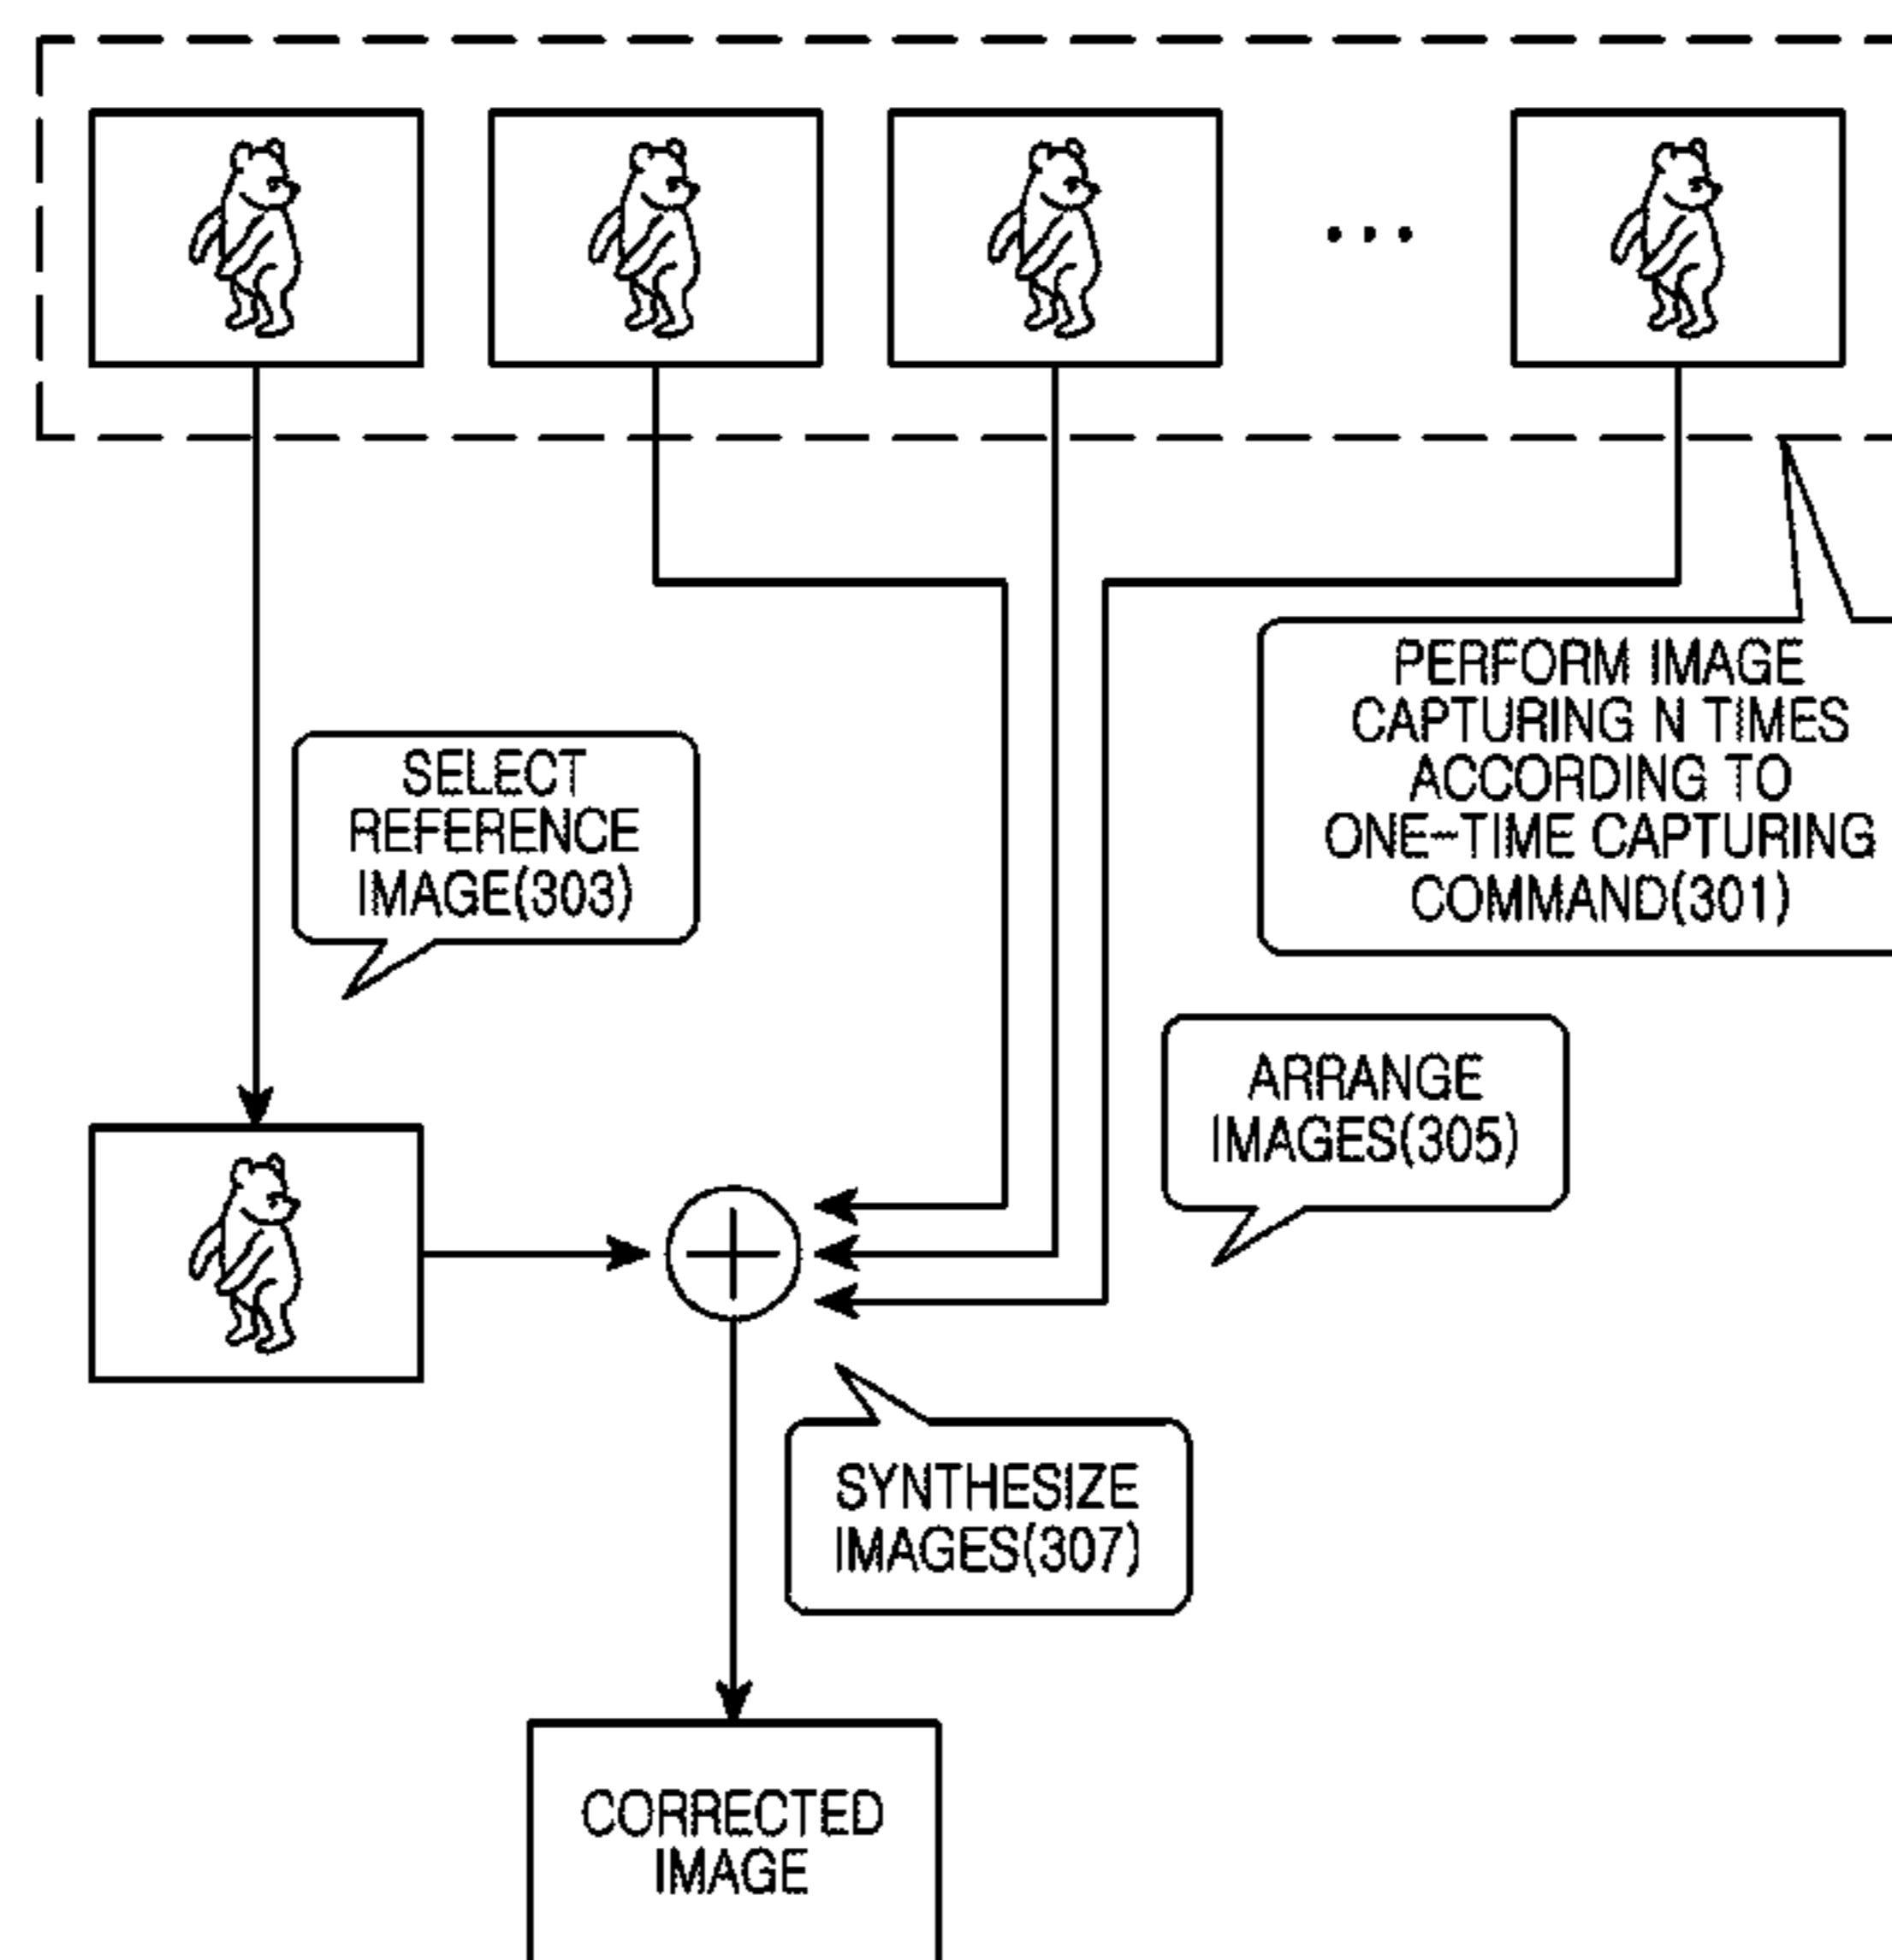 PERFORM IMAGE
CAPTURING N TIMES
ACCORDING TO
ONE-TIME CAPTURING
COMMAND(301)
SELECT
REFERENCE
IMAGE(303)
ARRANGE
IMAGES(305)
SYNTHESIZE
IMAGES(307)
CORRECTED
IMAGE